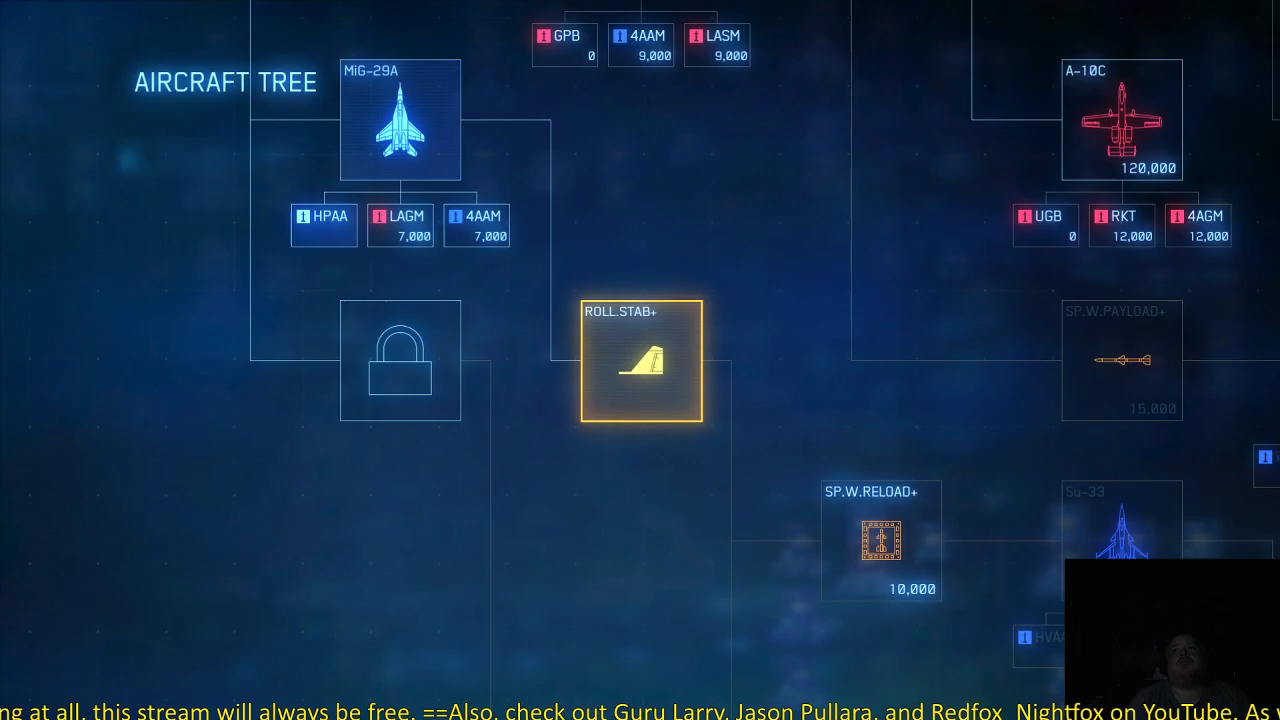 GPB
0
4AAM
9,000
LASM
9,000
AIRCRAFT TREE
MiG-29A
A-10C
120,000
HPAA
LAGM
7,000
4AAM
7,000
UGB
0
RKT
12,000
4AGM
12,000
ROLL.STAB+
SP.W.PAYLOAD+
15,000
SP.W.RELOAD+
10,000
Su-33
ng at all, this stream will always be free. ==Also, check out Guru Larry, Jason Pullara, and Redfox_Nightfox on YouTube. As